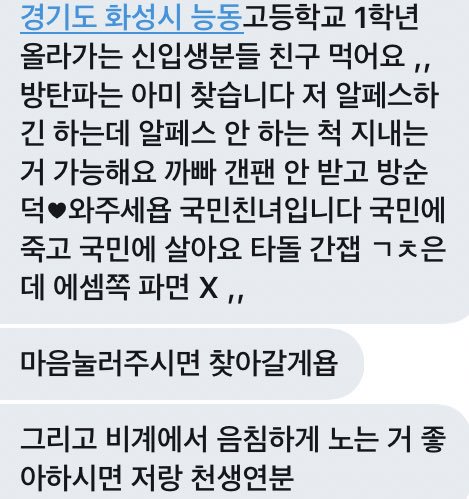 경기도 화성시 능동고등학교 1학년
올라가는 신입생분들 친구 먹어요 ,,
방탄파는 아미 찾습니다 저 알페스하
긴 하는데 알페스 안 하는 척 지내는
거 가능해요 까빠 갠팬 안 받고 방순
덕♥와주세욥 국민친녀입니다 국민에
죽고 국민에 살아요 타돌 간잽 ㄱㅊ은
데 에셈쪽 파면 X ,,
마음눌러주시면 찾아갈게욥
그리고 비계에서 음침하게 노는 거 좋
아하시면 저랑 천생연분